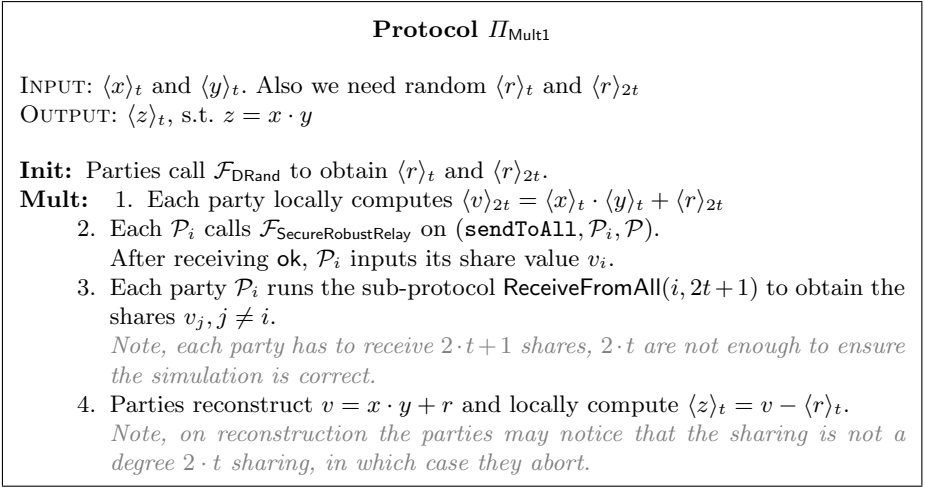 Protocol Π_Mult1
INPUT: ⟨x⟩_t and ⟨y⟩_t. Also we need random ⟨r⟩_t and ⟨r⟩_2t
OUTPUT: ⟨z⟩_t, s.t. z = x · y
Init: Parties call F_DRand to obtain ⟨r⟩_t and ⟨r⟩_2t.
Mult: 1. Each party locally computes ⟨v⟩_2t = ⟨x⟩_t · ⟨y⟩_t + ⟨r⟩_2t
2. Each P_i calls F_SecureRobustRelay on (sendToAll, P_i, P).
After receiving ok, P_i inputs its share value v_i.
3. Each party P_i runs the sub-protocol ReceiveFromAll(i, 2t+1) to obtain the
shares v_j, j ≠ i.
Note, each party has to receive 2·t+1 shares, 2·t are not enough to ensure
the simulation is correct.
4. Parties reconstruct v = x · y + r and locally compute ⟨z⟩_t = v − ⟨r⟩_t.
Note, on reconstruction the parties may notice that the sharing is not a
degree 2 · t sharing, in which case they abort.